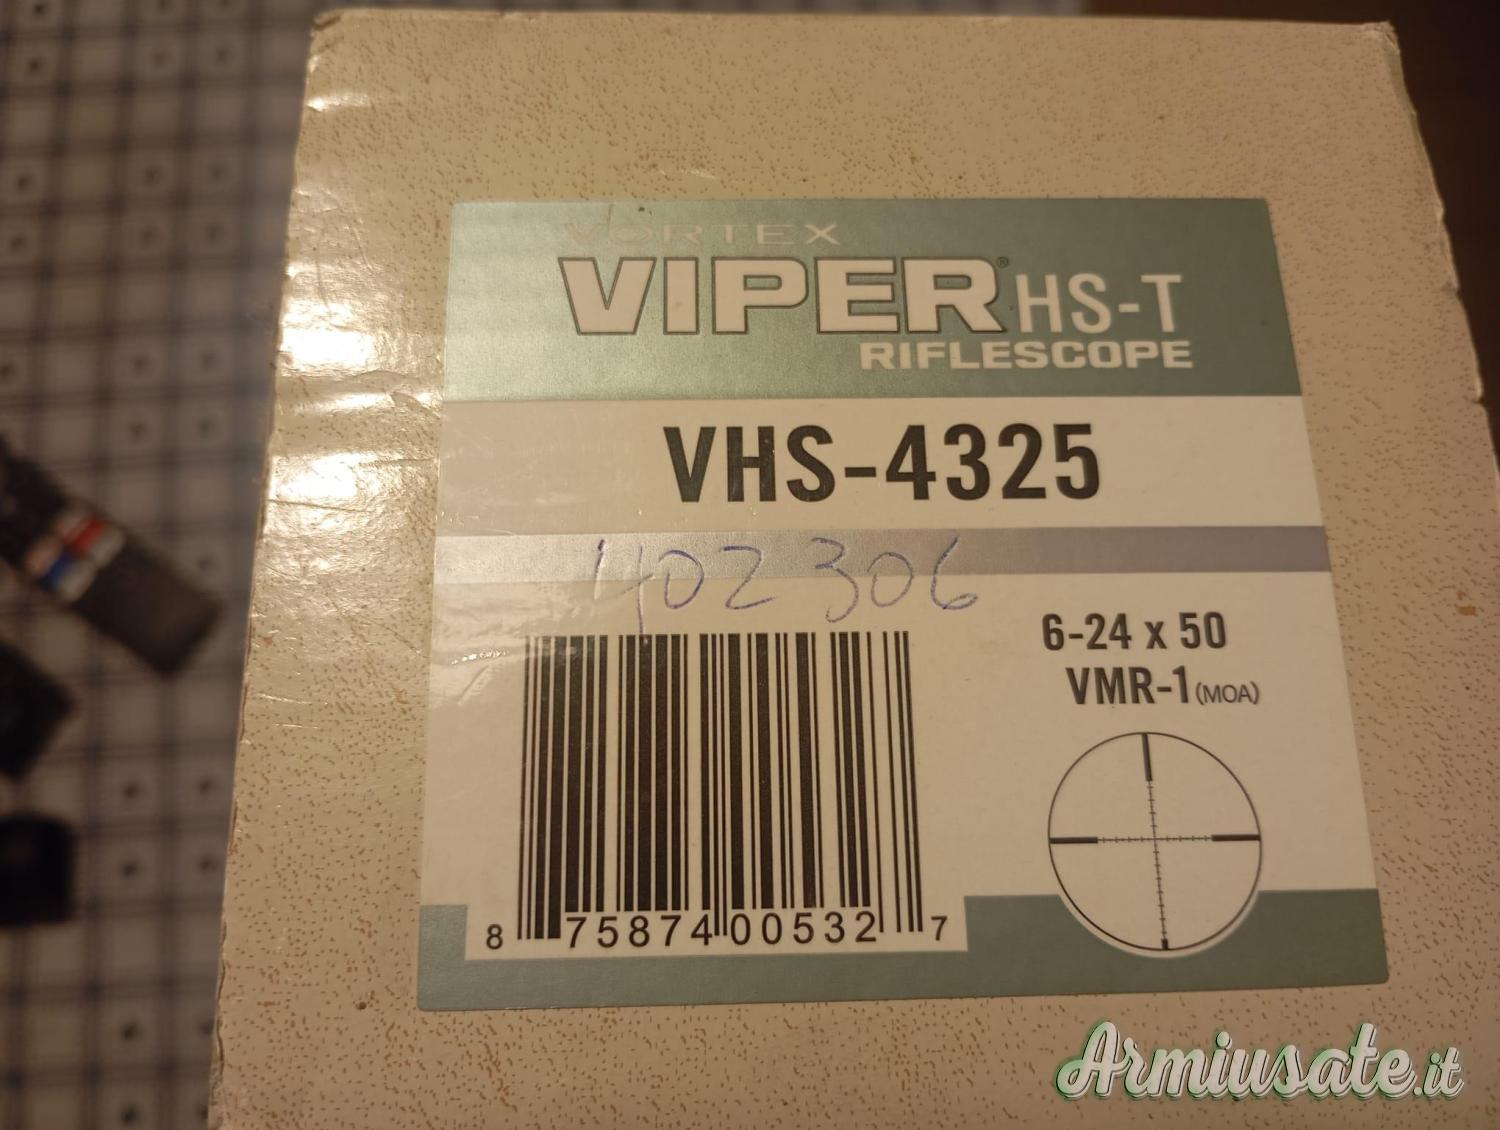 VORTEX
VIPER® HS-T
RIFLESCOPE
VHS-4325
402306
6-24 x 50
VMR-1 (MOA)
8 75874 00532 7
Armiusate.it